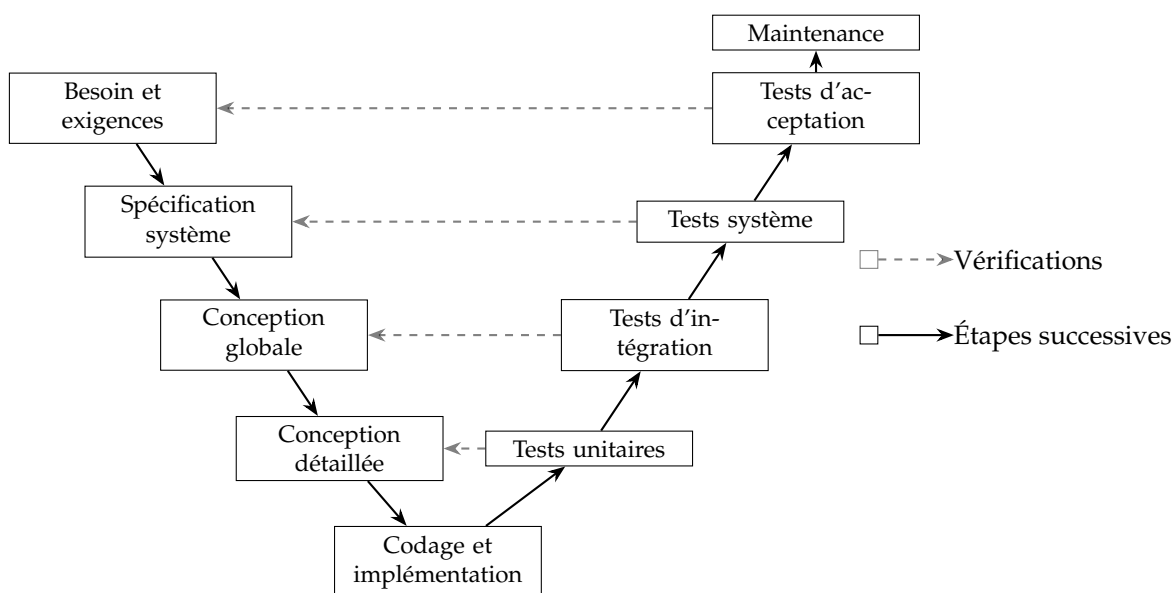 Maintenance
Besoin et
exigences
Tests d'ac-
ceptation
Spécification
système
Tests système
Vérifications
Conception
globale
Tests d'in-
tégration
Étapes successives
Conception
détaillée
Tests unitaires
Codage et
implémentation